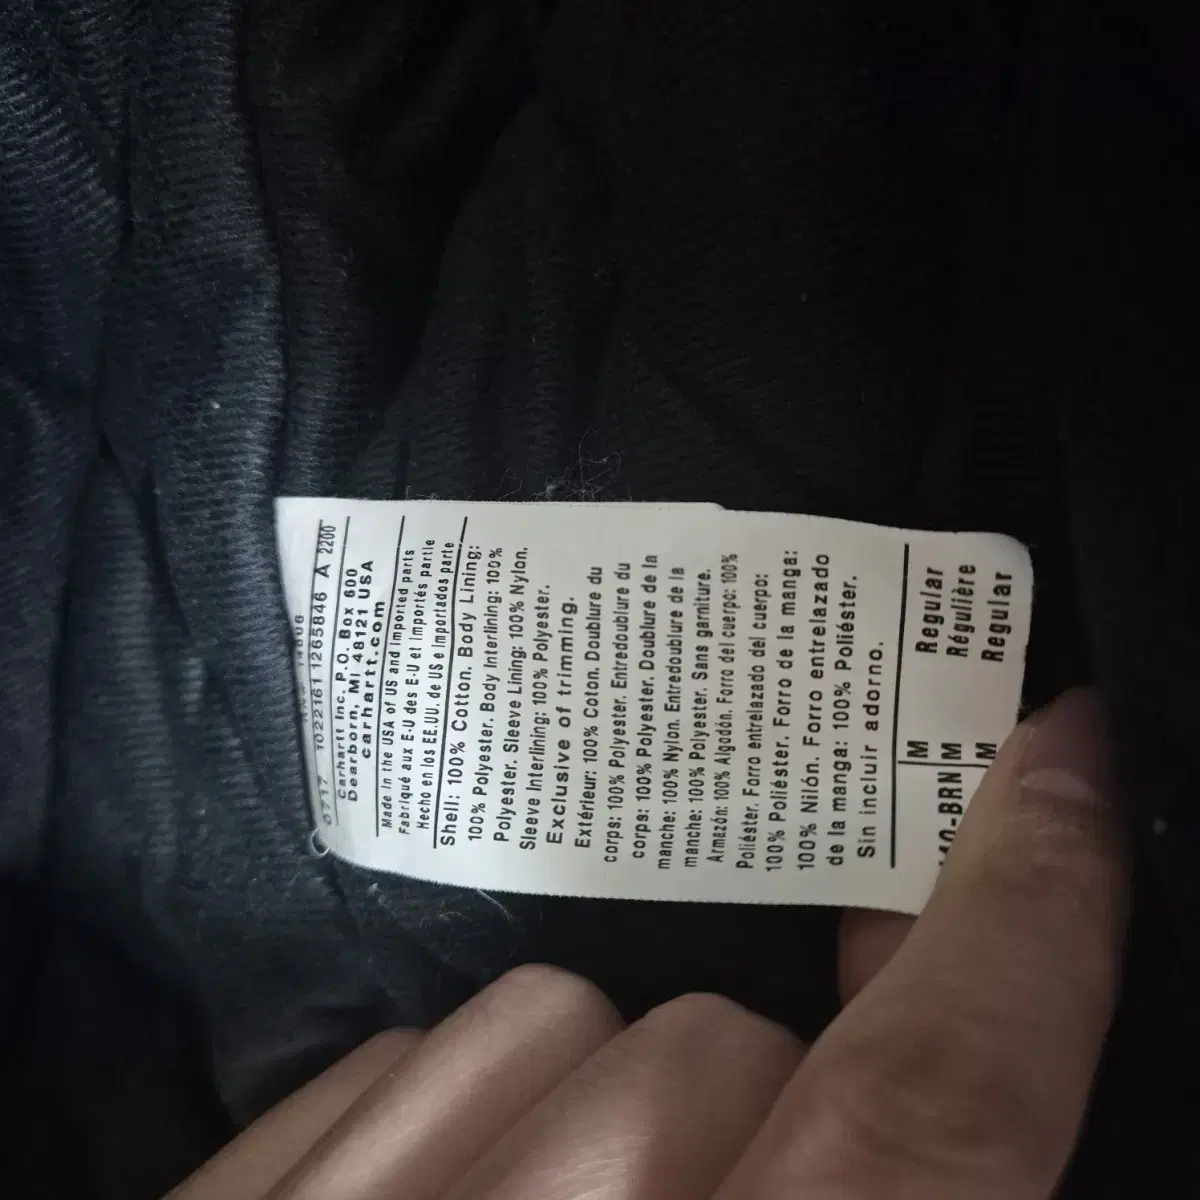 0717 1022161 1265846 A 2200
Carhartt Inc. P.O. Box 600
Dearborn, MI 48121 USA
carhartt.com
Made in the USA of US and imported parts
Fabriqué aux E-U des E-U et importés partie
Hecho en los EE.UU. de US e Importados parte
Shell: 100% Cotton. Body Lining:
100% Polyester. Body Interlining: 100%
Polyester. Sleeve Lining: 100% Nylon.
Sleeve Interlining: 100% Polyester.
Exclusive of trimming.
Extérieur: 100% Coton. Doublure du
corps: 100% Polyester. Entredoublure du
corps: 100% Polyester. Doublure de la
manche: 100% Nylon. Entredoublure de la
manche: 100% Polyester. Sans garniture.
Armazón: 100% Algodón. Forro del cuerpo: 100%
Poliéster. Forro entrelazado del cuerpo:
100% Poliéster. Forro de la manga:
100% Nilón. Forro entrelazado
de la manga: 100% Poliéster.
Sin incluir adorno.
M Regular
-BRN M Régulière
M Regular